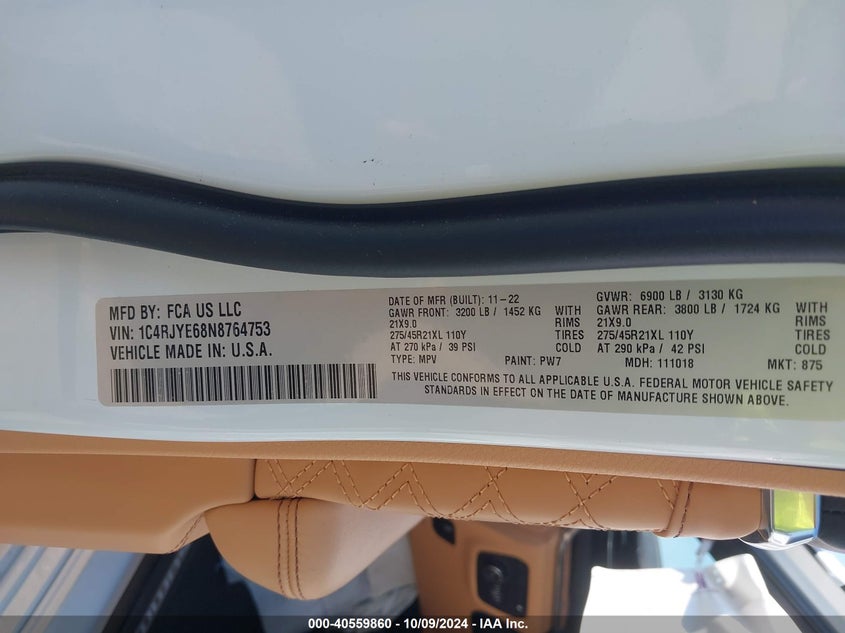 MFD BY: FCA US LLC
VIN: 1C4RJYE68N8764753
VEHICLE MADE IN: U.S.A.
DATE OF MFR (BUILT): 11-22
GAWR FRONT: 3200 LB / 1452 KG WITH
21X9.0 RIMS
275/45R21XL 110Y TIRES
AT 270 kPa / 39 PSI COLD
TYPE: MPV PAINT: PW7
GVWR: 6900 LB / 3130 KG
GAWR REAR: 3800 LB / 1724 KG WITH
21X9.0 RIMS
275/45R21XL 110Y TIRES
AT 290 kPa / 42 PSI COLD
MDH: 111018 MKT: 875
THIS VEHICLE CONFORMS TO ALL APPLICABLE U.S.A. FEDERAL MOTOR VEHICLE SAFETY
STANDARDS IN EFFECT ON THE DATE OF MANUFACTURE SHOWN ABOVE.
000-40559860 - 10/09/2024 - IAA Inc.